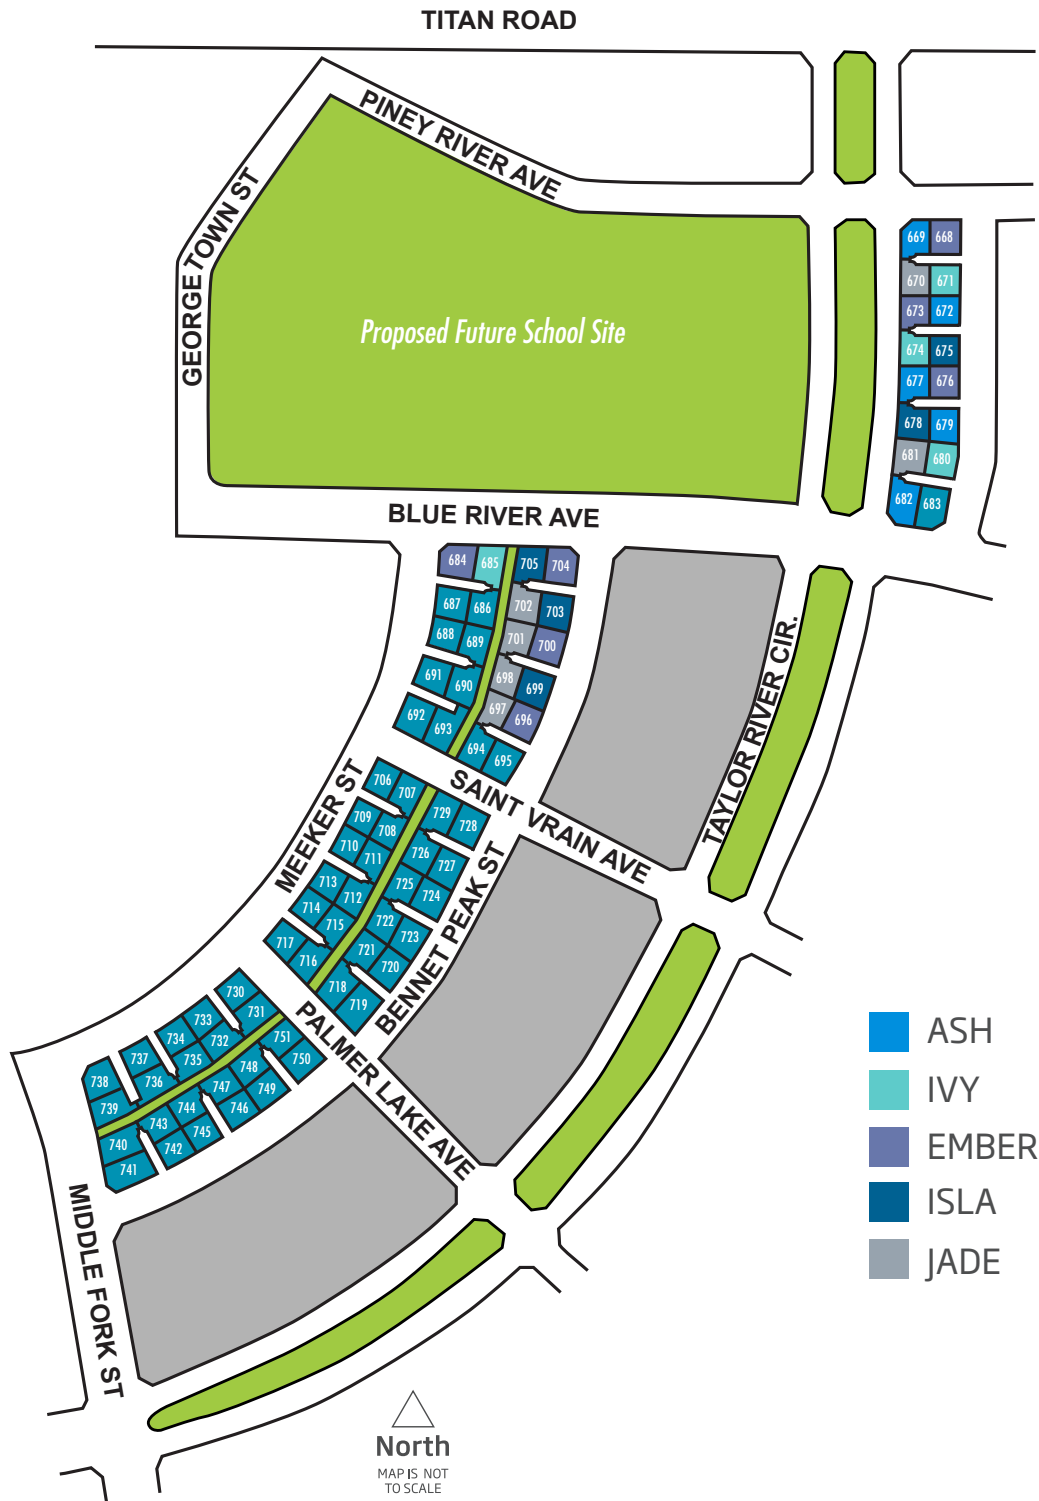 TITAN ROAD
PINEY RIVER AVE
GEORGE TOWN ST
Proposed Future School Site
669 668
670 671
673 672
674 675
677 676
678 679
681 680
682 683
BLUE RIVER AVE
684 685 705 704
687 686 702 703
688 689 701 700
691 690 698 699
692 693 697 696
694 695
TAYLOR RIVER CIR.
SAINT VRAIN AVE
MEEKER ST
706 707 729 728
709 708 726 727
710 711 725 724
713 712 722 723
714 715 721 720
717 716 718 719
BENNET PEAK ST
PALMER LAKE AVE
730 731 751 750
733 732 748 749
734 735 747 746
737 736 744 745
738 739 743 742
740 741
MIDDLE FORK ST
ASH
IVY
EMBER
ISLA
JADE
North
MAP IS NOT
TO SCALE